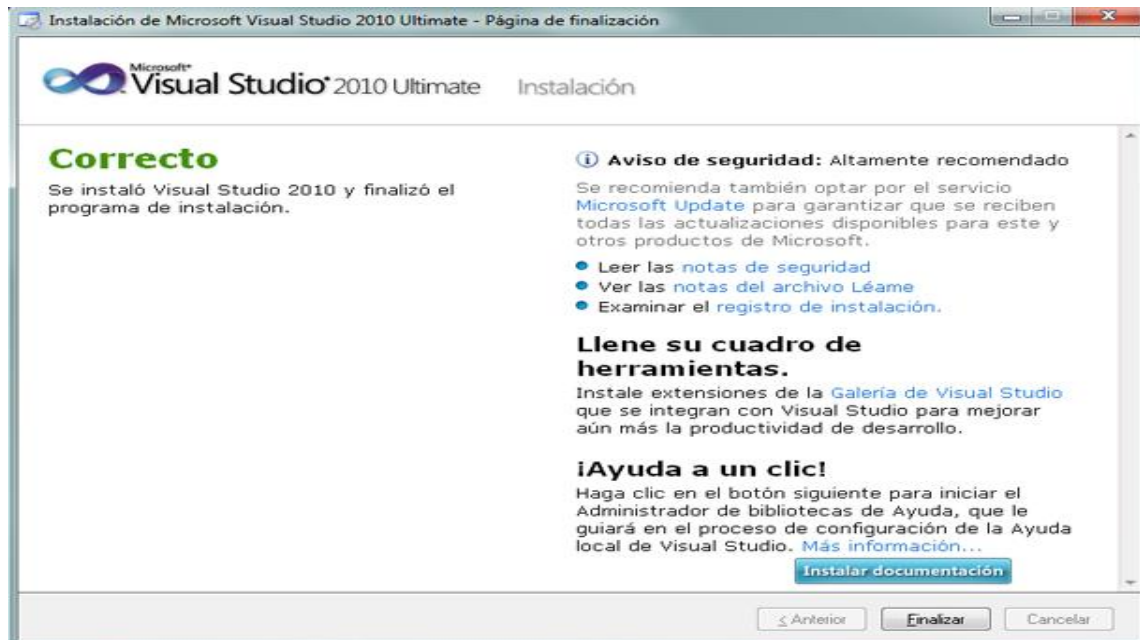 Instalación de Microsoft Visual Studio 2010 Ultimate - Página de finalización
Microsoft®
Visual Studio® 2010 Ultimate Instalación
Correcto
Se instaló Visual Studio 2010 y finalizó el
programa de instalación.
Aviso de seguridad: Altamente recomendado
Se recomienda también optar por el servicio
Microsoft Update para garantizar que se reciben
todas las actualizaciones disponibles para este y
otros productos de Microsoft.
Leer las notas de seguridad
Ver las notas del archivo Léame
Examinar el registro de instalación.
Llene su cuadro de
herramientas.
Instale extensiones de la Galería de Visual Studio
que se integran con Visual Studio para mejorar
aún más la productividad de desarrollo.
¡Ayuda a un clic!
Haga clic en el botón siguiente para iniciar el
Administrador de bibliotecas de Ayuda, que le
guiará en el proceso de configuración de la Ayuda
local de Visual Studio. Más información...
Instalar documentación
< Anterior Finalizar Cancelar